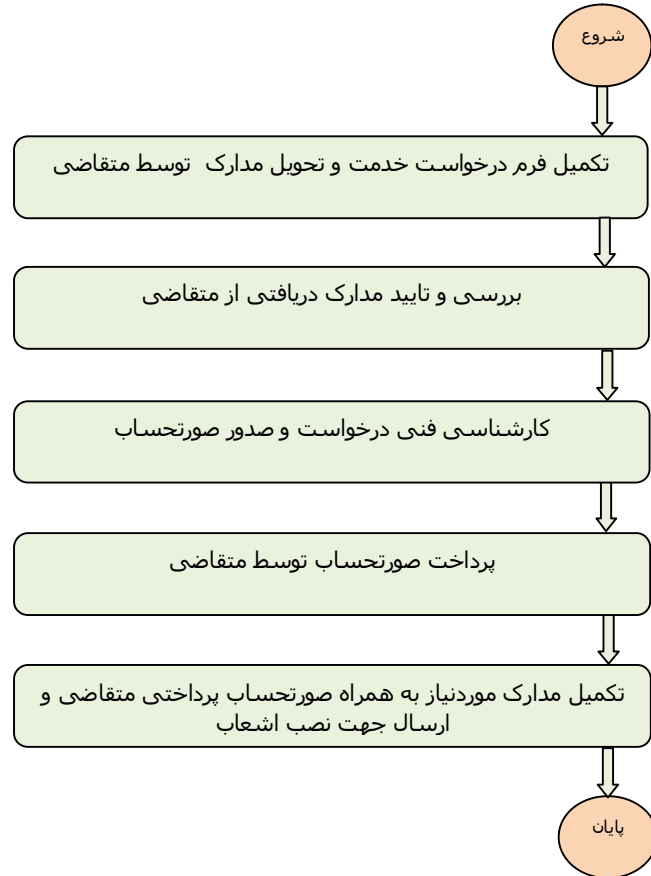 شروع
تکمیل فرم درخواست خدمت و تحویل مدارک  توسط متقاضی
بررسی و تایید مدارک دریافتی از متقاضی
کارشناسی فنی درخواست و صدور صورتحساب
پرداخت صورتحساب توسط متقاضی
تکمیل مدارک موردنیاز به همراه صورتحساب پرداختی متقاضی و
ارسال جهت نصب اشعاب
پایان